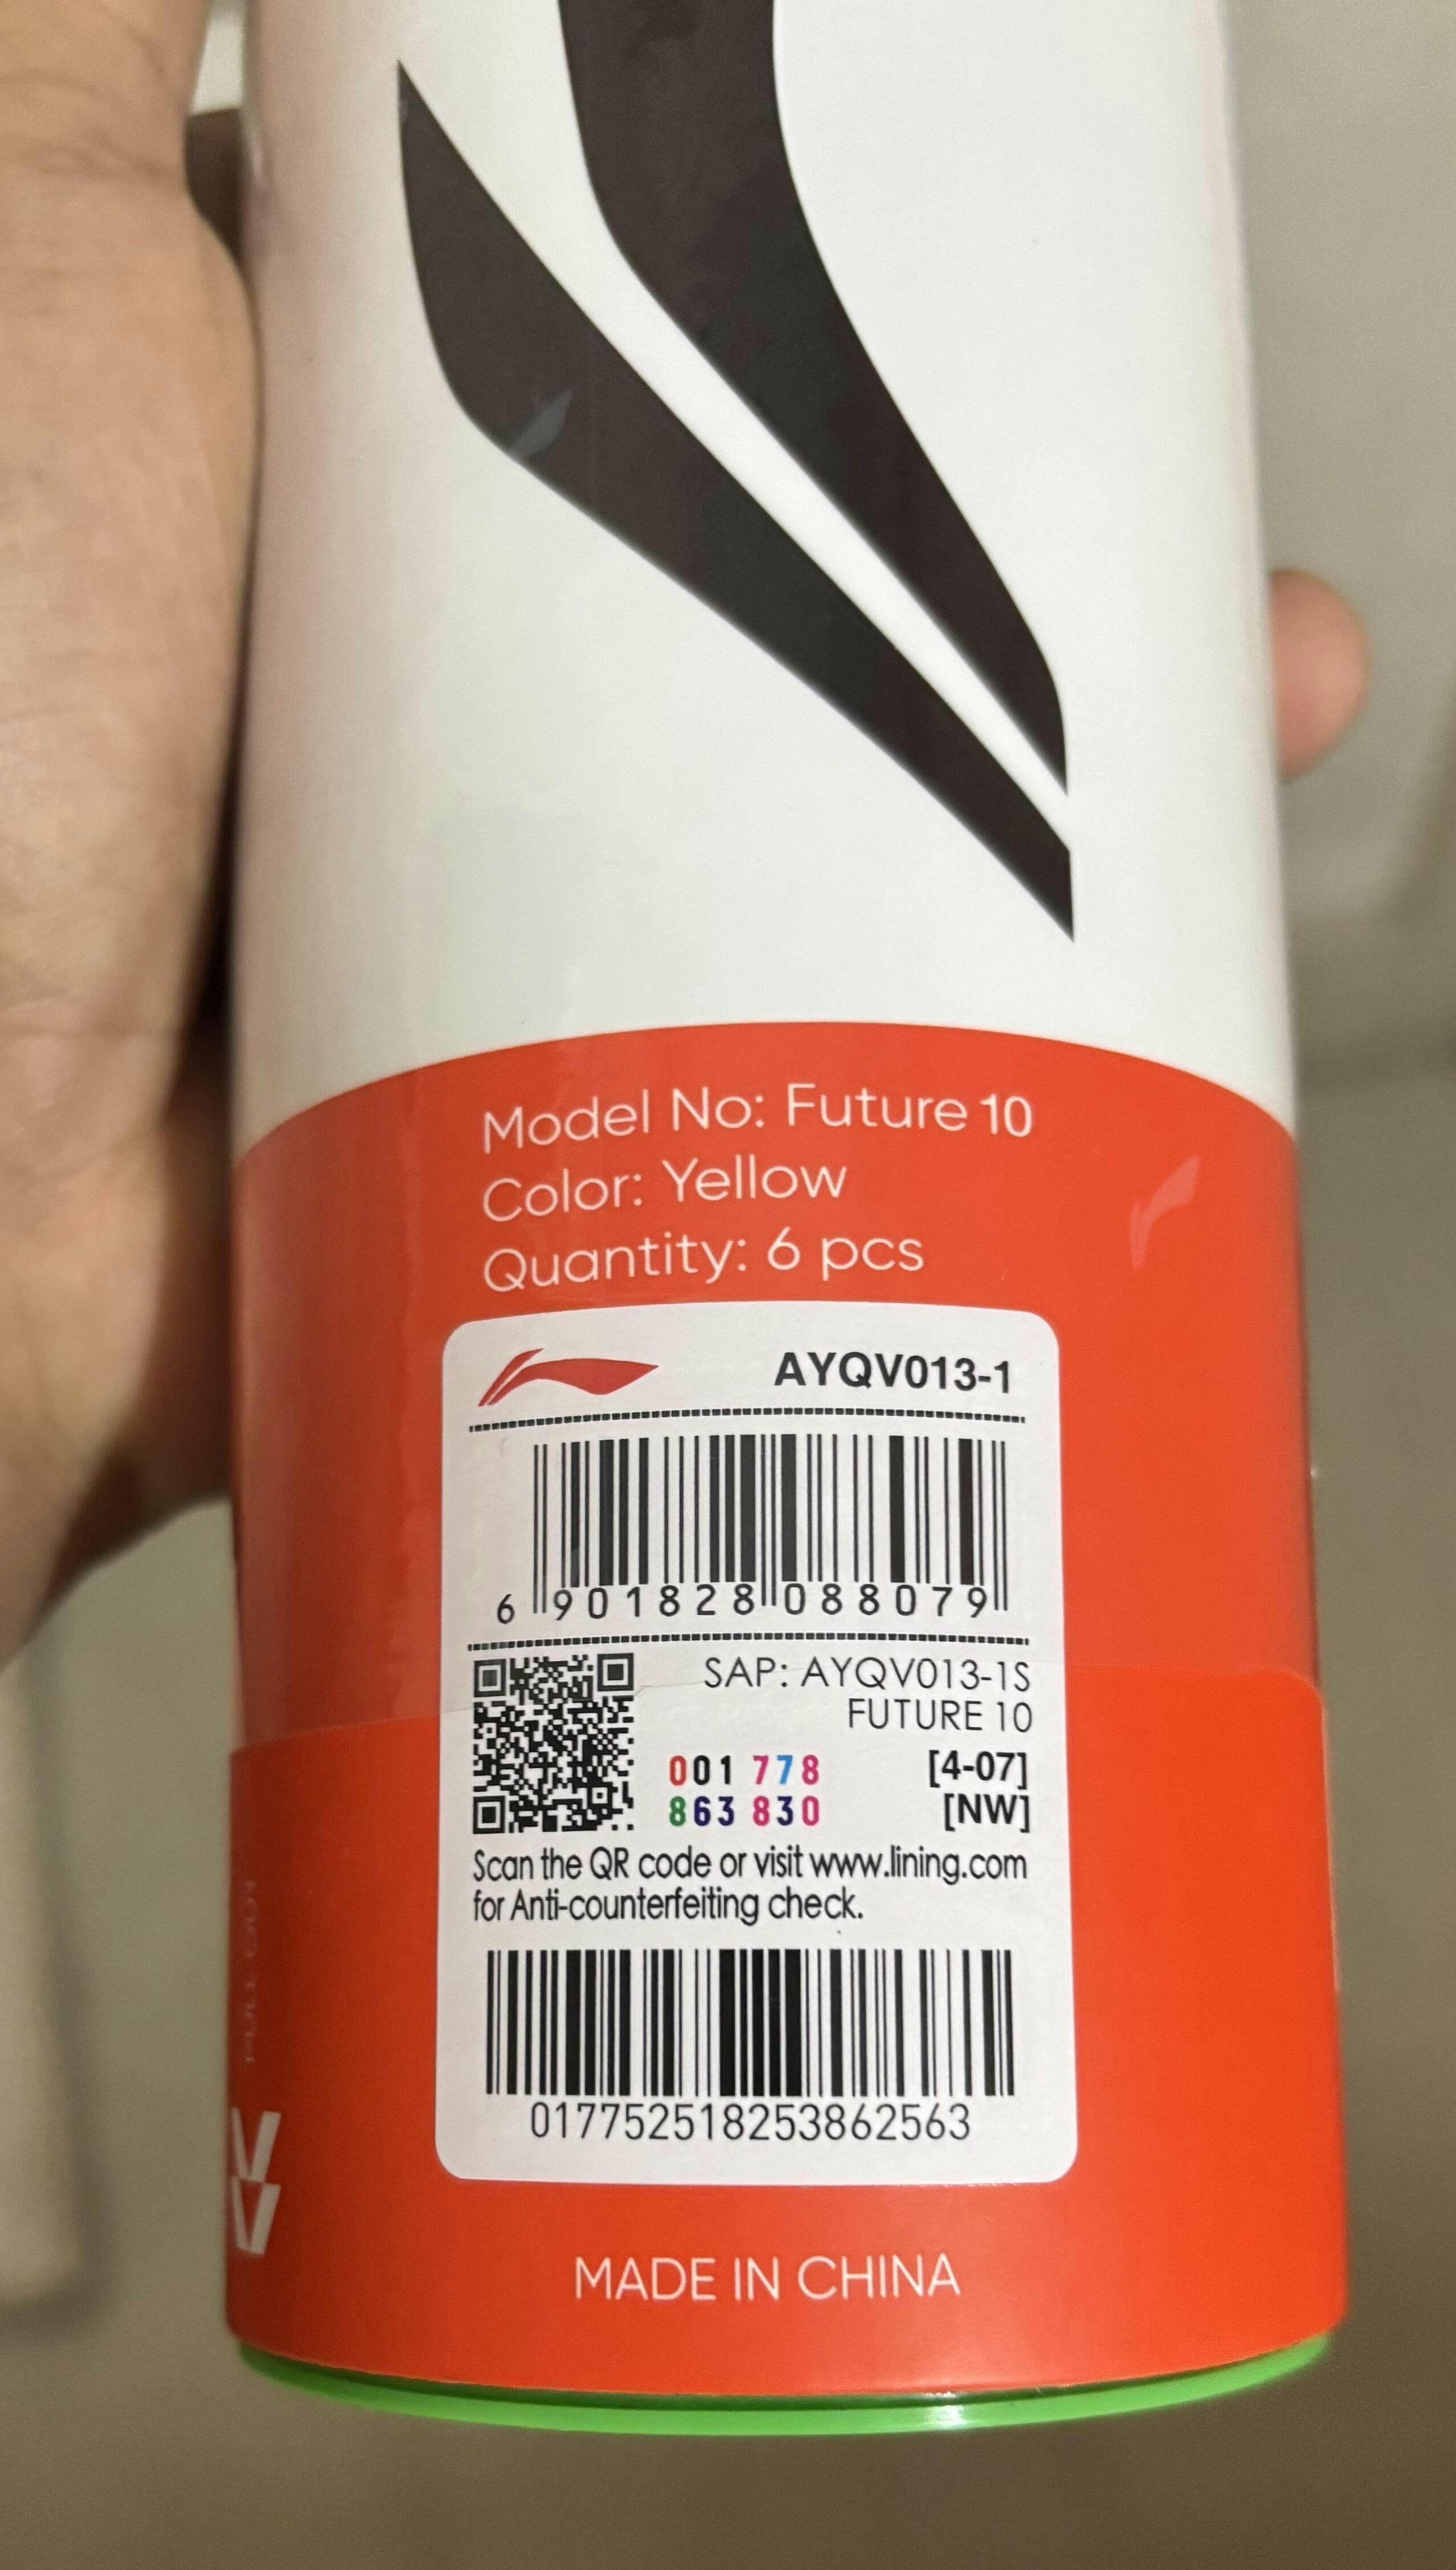 Model No: Future 10
Color: Yellow
Quantity: 6 pcs
AYQV013-1
6 901828 088079
SAP: AYQV013-1S
FUTURE 10
001 778 [4-07]
863 830 [NW]
Scan the QR code or visit www.lining.com
for Anti-counterfeiting check.
017752518253862563
MADE IN CHINA